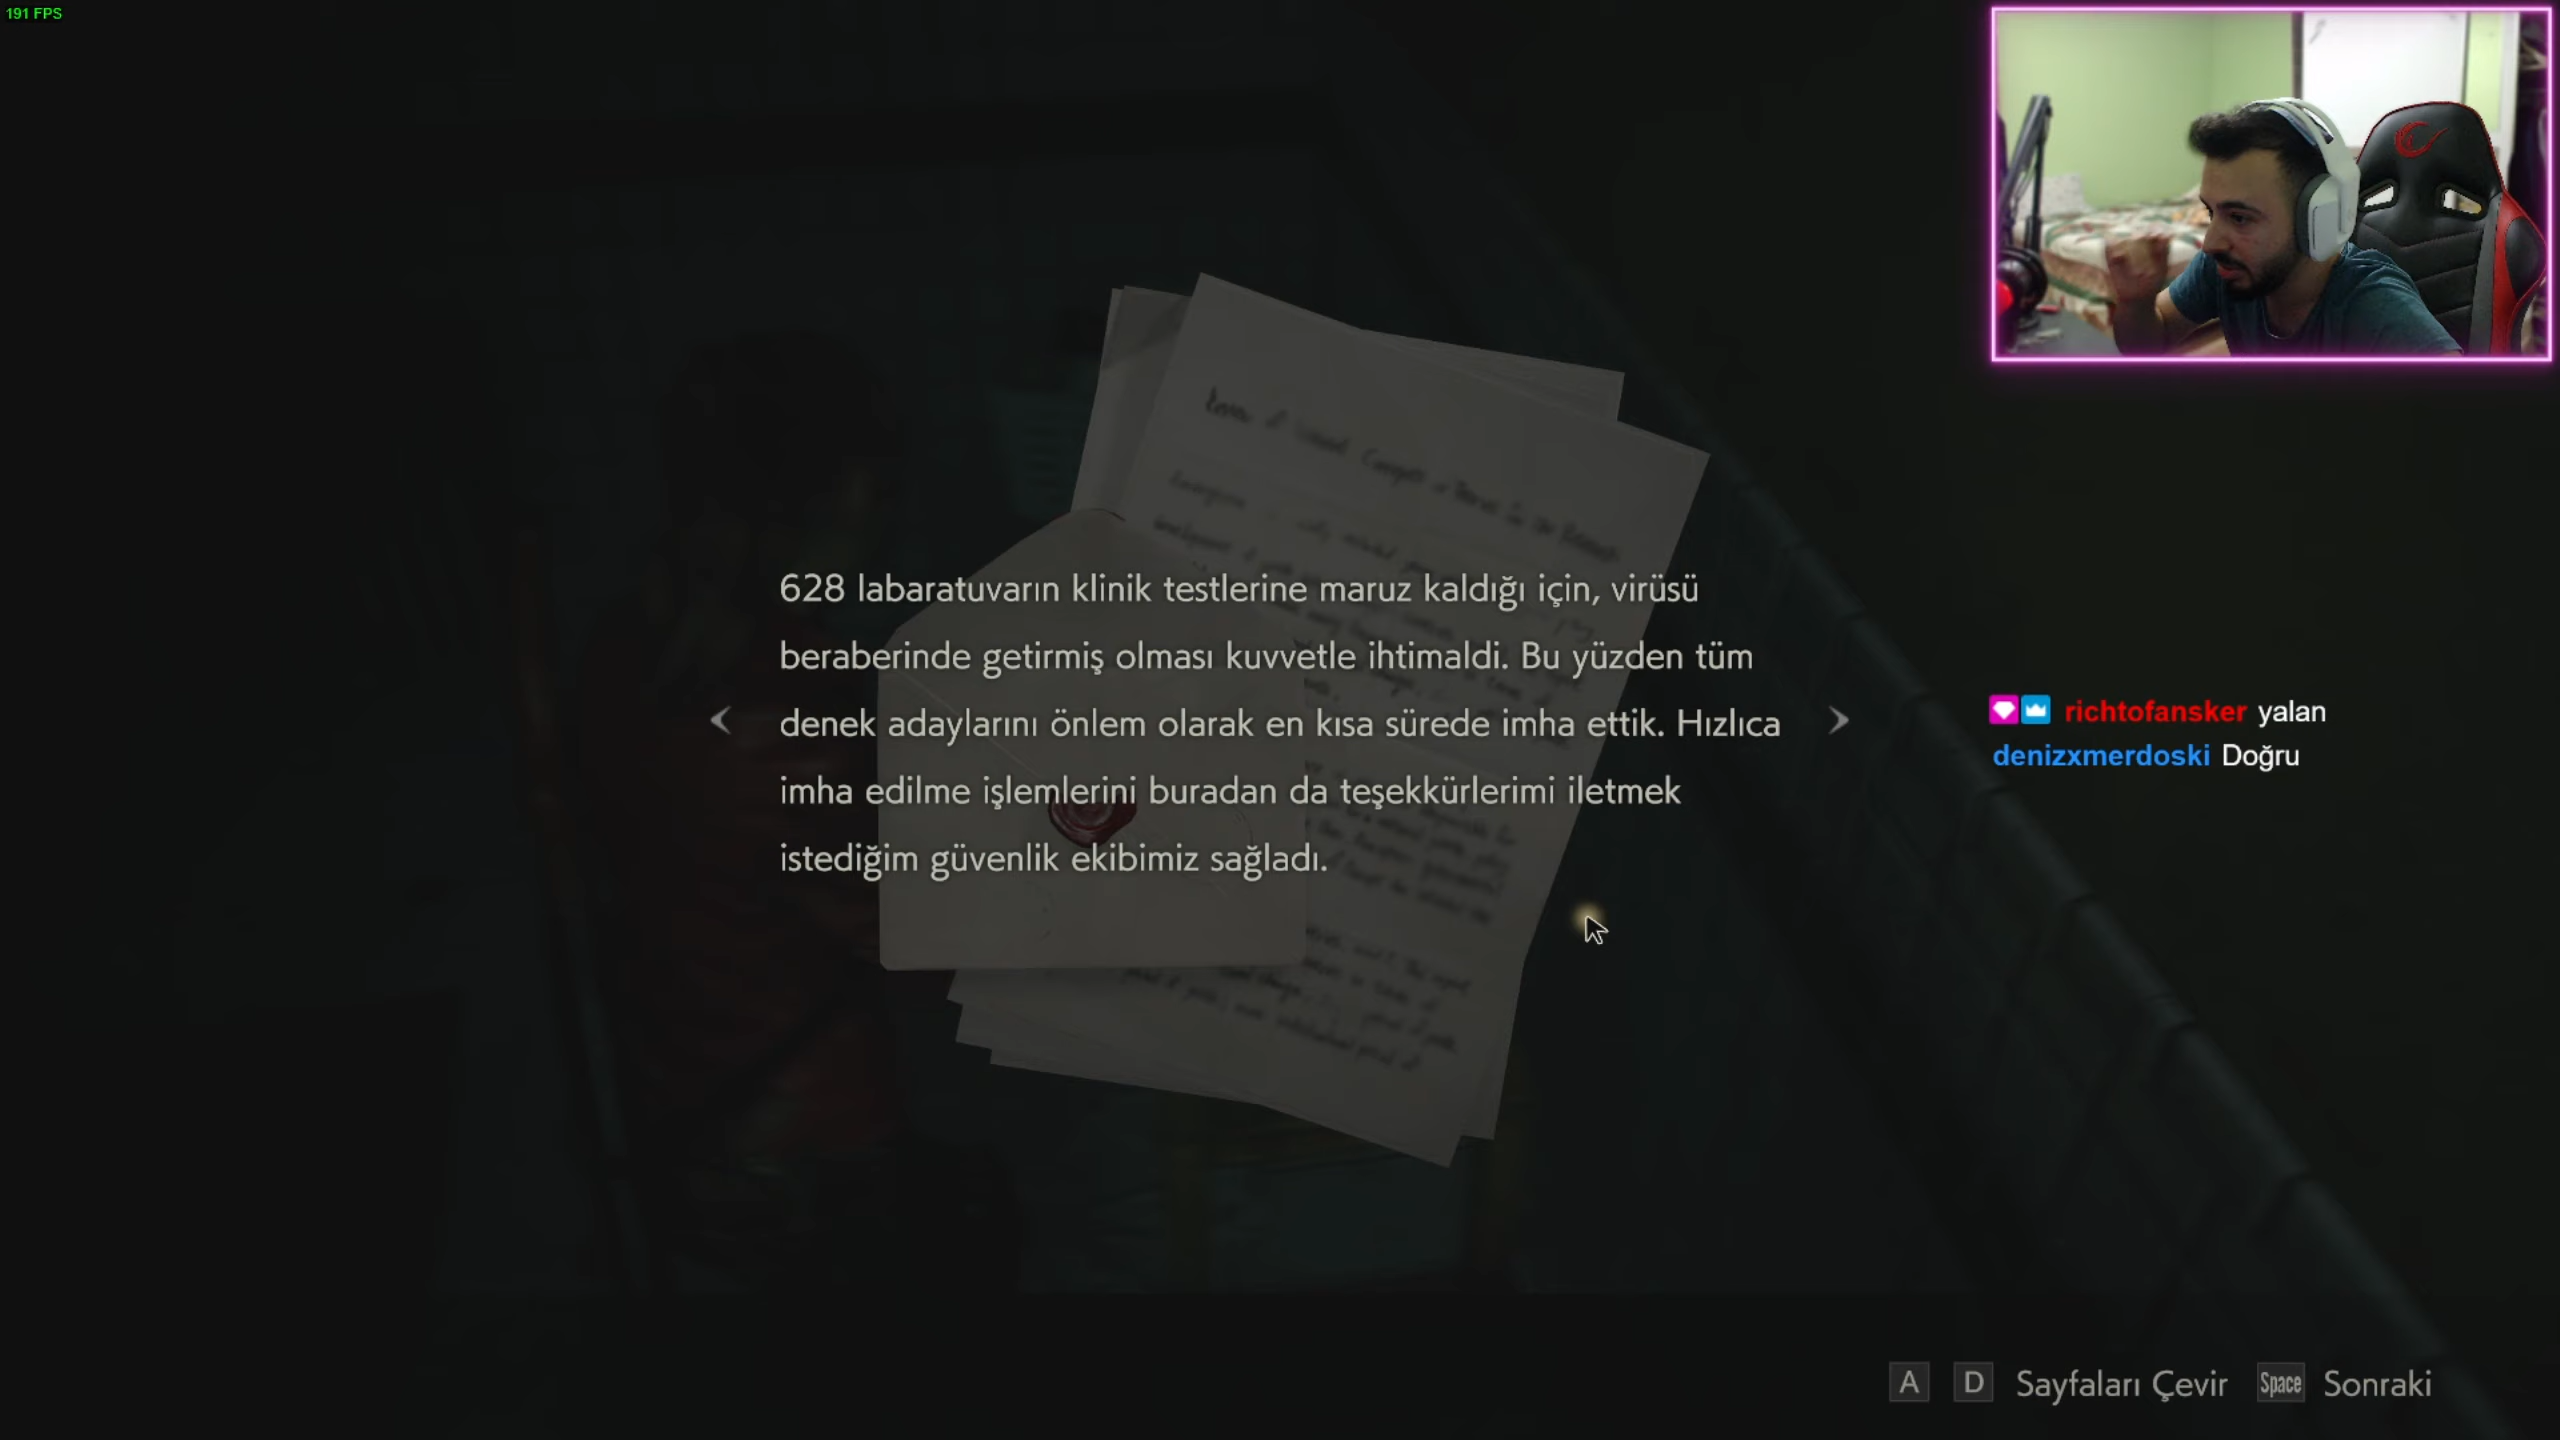 191 FPS
628 labaratuvarın klinik testlerine maruz kaldığı için, virüsü
beraberinde getirmiş olması kuvvetle ihtimaldi. Bu yüzden tüm
denek adaylarını önlem olarak en kısa sürede imha ettik. Hızlıca
imha edilme işlemlerini buradan da teşekkürlerimi iletmek
istediğim güvenlik ekibimiz sağladı.
richtofansker yalan
denizxmerdoski Doğru
A D Sayfaları Çevir Space Sonraki